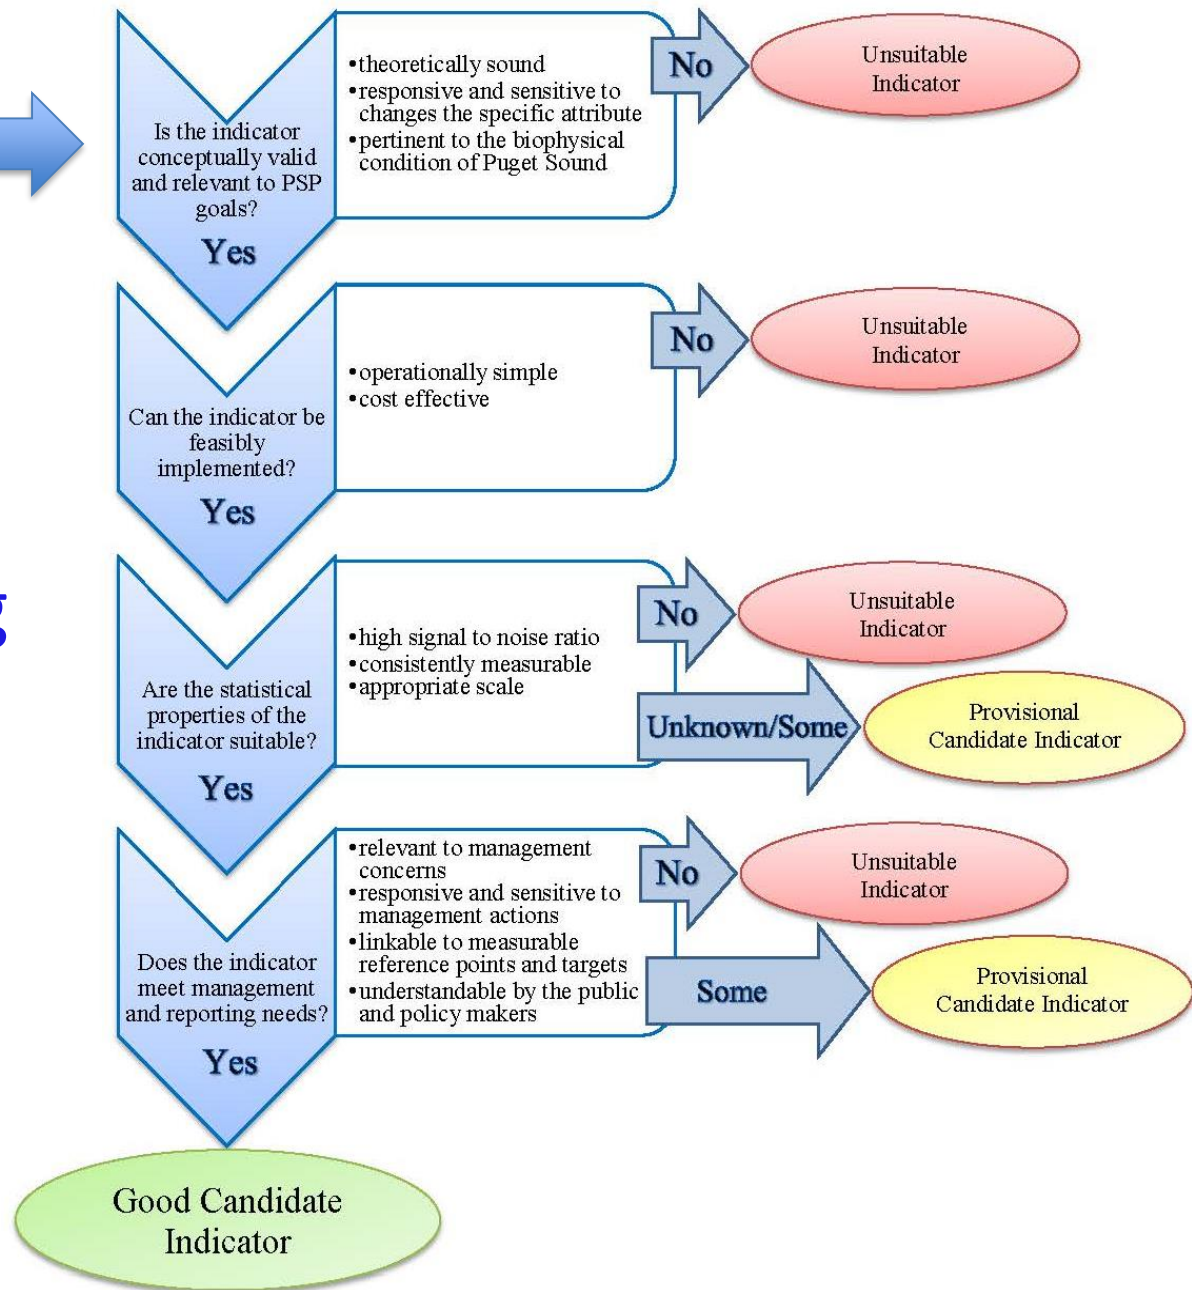 Is the indicator
conceptually valid
and relevant to PSP
goals?
Yes
•theoretically sound
•responsive and sensitive to
changes the specific attribute
•pertinent to the biophysical
condition of Puget Sound
No
Unsuitable
Indicator
Can the indicator be
feasibly
implemented?
Yes
•operationally simple
•cost effective
No
Unsuitable
Indicator
g
Are the statistical
properties of the
indicator suitable?
Yes
•high signal to noise ratio
•consistently measurable
•appropriate scale
No
Unsuitable
Indicator
Unknown/Some
Provisional
Candidate Indicator
Does the indicator
meet management
and reporting needs?
Yes
•relevant to management
concerns
•responsive and sensitive to
management actions
•linkable to measurable
reference points and targets
•understandable by the public
and policy makers
No
Unsuitable
Indicator
Some
Provisional
Candidate Indicator
Good Candidate
Indicator